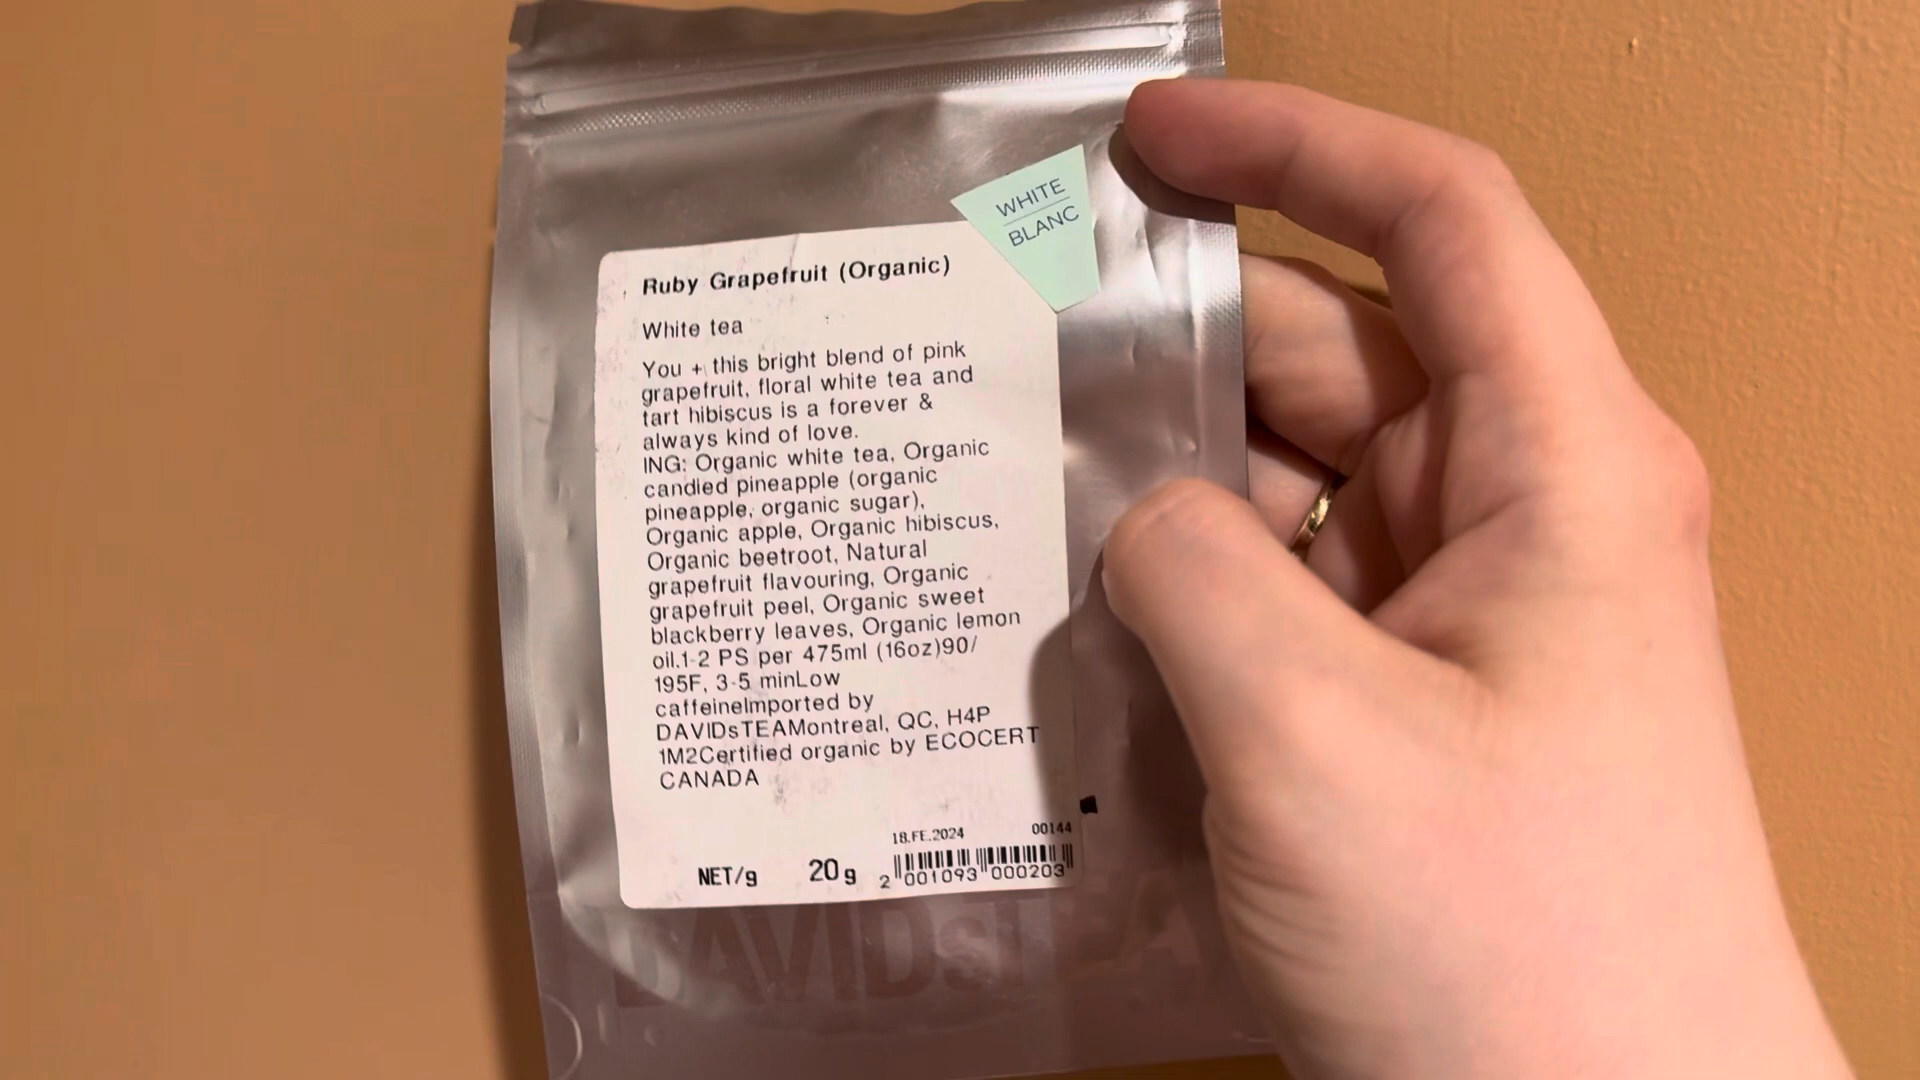 WHITE
BLANC
Ruby Grapefruit (Organic)
White tea
You + this bright blend of pink
grapefruit, floral white tea and
tart hibiscus is a forever &
always kind of love.
ING: Organic white tea, Organic
candied pineapple (organic
pineapple, organic sugar),
Organic apple, Organic hibiscus,
Organic beetroot, Natural
grapefruit flavouring, Organic
grapefruit peel, Organic sweet
blackberry leaves, Organic lemon
oil.1-2 PS per 475ml (16oz)90/
195F, 3-5 minLow
caffeineImported by
DAVIDsTEAMontreal, QC, H4P
1M2Certified organic by ECOCERT
CANADA
18.FE.2024 00144
NET/g 20g 2 001093 000203
DAVIDsTEA